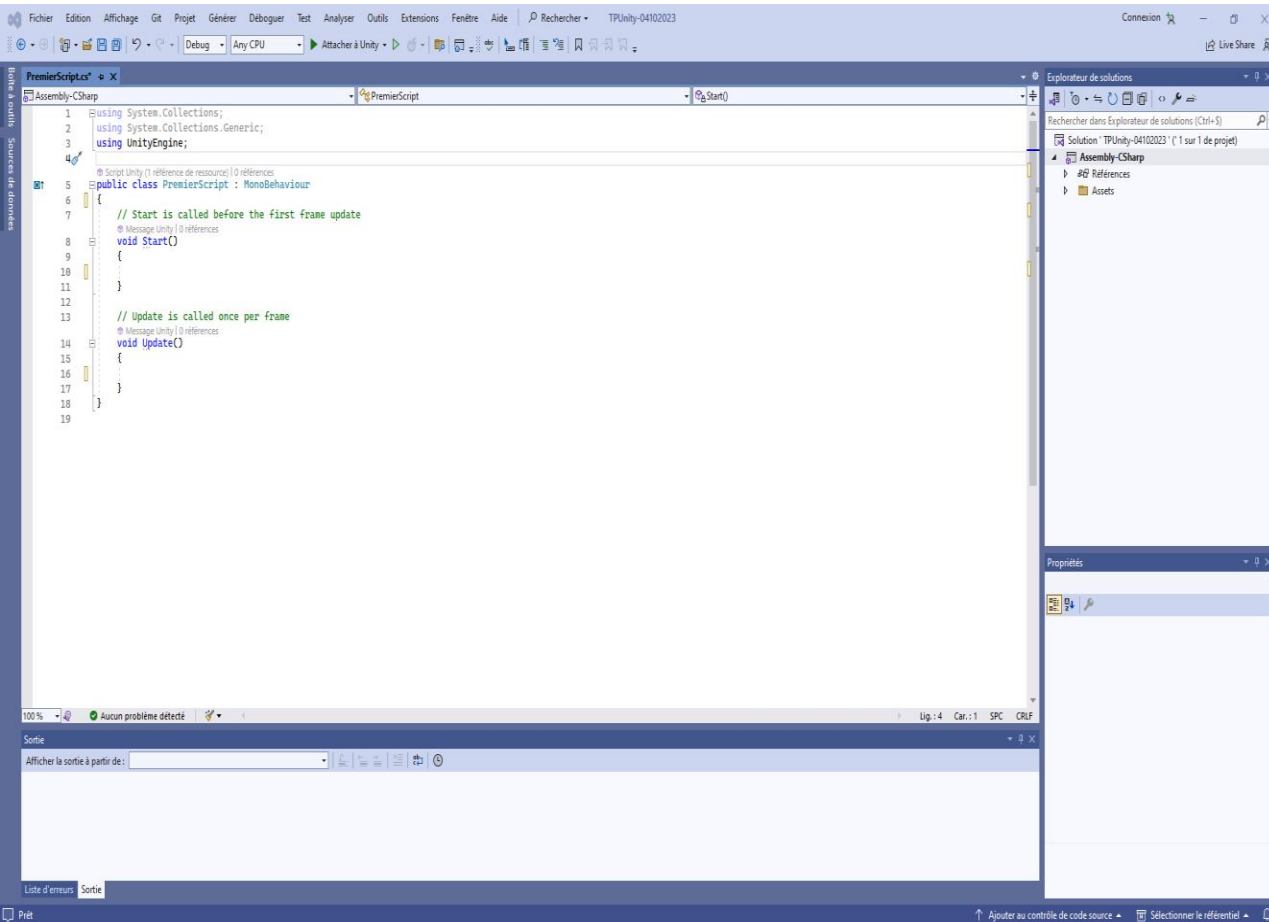 Fichier Edition Affichage Git Projet Générer Déboguer Test Analyser Outils Extensions Fenêtre Aide Rechercher TPUnity-04102023 Connexion
Debug Any CPU Attacher à Unity Live Share
Boîte à outils
Sources de données
PremierScript.cs*
Assembly-CSharp PremierScript Start()
1 using System.Collections;
2 using System.Collections.Generic;
3 using UnityEngine;
4
Script Unity (1 référence de ressource) | 0 références
5 public class PremierScript : MonoBehaviour
6 {
7 // Start is called before the first frame update
Message Unity | 0 références
8 void Start()
9 {
10
11 }
12
13 // Update is called once per frame
Message Unity | 0 références
14 void Update()
15 {
16
17 }
18 }
19
100 % Aucun problème détecté Lig.: 4 Car.: 1 SPC CRLF
Sortie
Afficher la sortie à partir de :
Liste d'erreurs Sortie
Explorateur de solutions
Rechercher dans Explorateur de solutions (Ctrl+$)
Solution ' TPUnity-04102023 ' (' 1 sur 1 de projet)
Assembly-CSharp
Références
Assets
Propriétés
Prêt Ajouter au contrôle de code source Sélectionner le référentiel